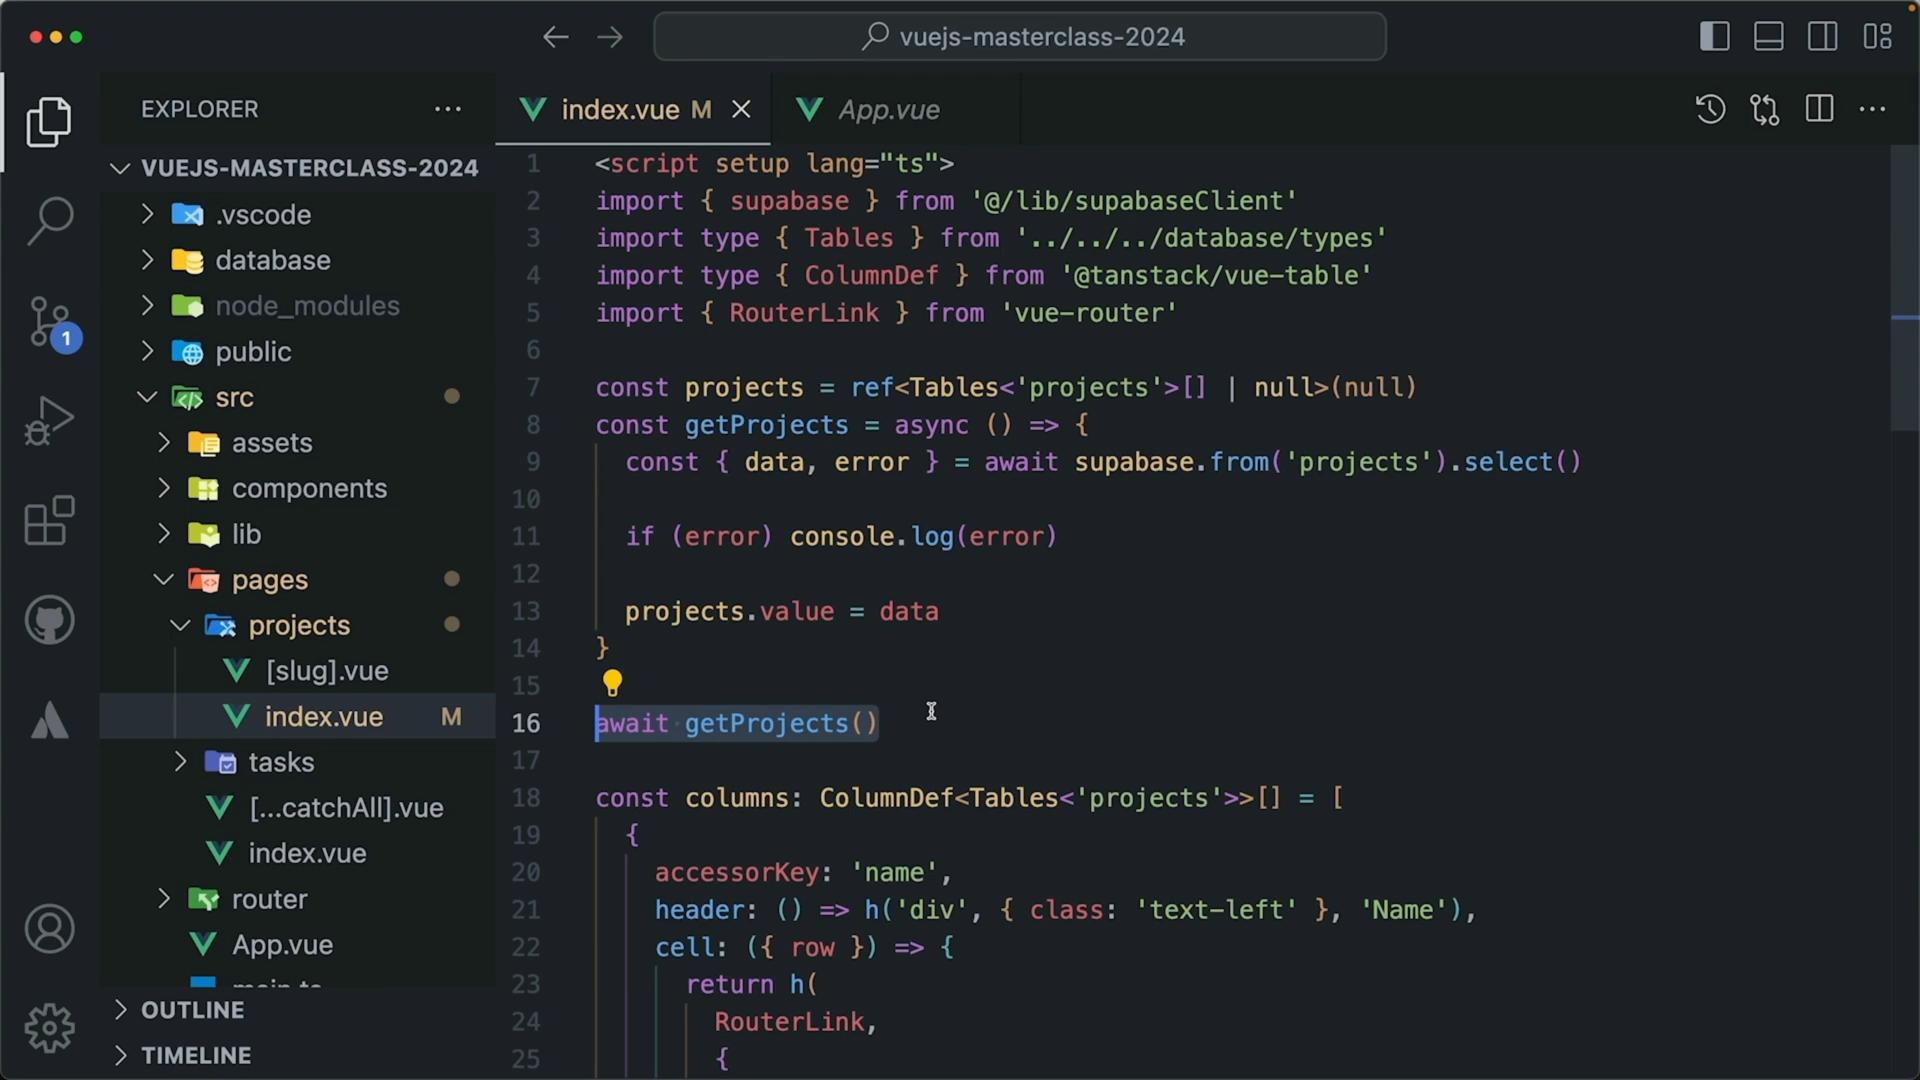 vuejs-masterclass-2024
EXPLORER
VUEJS-MASTERCLASS-2024
.vscode
database
node_modules
public
src
assets
components
lib
pages
projects
[slug].vue
index.vue M
tasks
[...catchAll].vue
index.vue
router
App.vue
main.ts
OUTLINE
TIMELINE
1
index.vue M
App.vue
1 <script setup lang="ts">
2 import { supabase } from '@/lib/supabaseClient'
3 import type { Tables } from '../../../database/types'
4 import type { ColumnDef } from '@tanstack/vue-table'
5 import { RouterLink } from 'vue-router'
6
7 const projects = ref<Tables<'projects'>[] | null>(null)
8 const getProjects = async () => {
9 const { data, error } = await supabase.from('projects').select()
10
11 if (error) console.log(error)
12
13 projects.value = data
14 }
15
16 await getProjects()
17
18 const columns: ColumnDef<Tables<'projects'>>[] = [
19 {
20 accessorKey: 'name',
21 header: () => h('div', { class: 'text-left' }, 'Name'),
22 cell: ({ row }) => {
23 return h(
24 RouterLink,
25 {